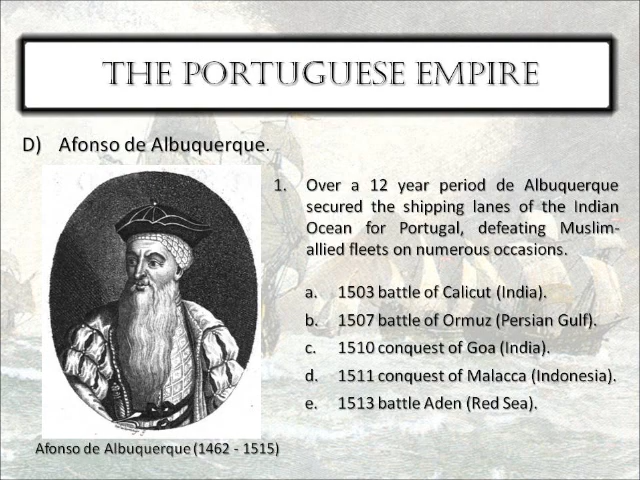 THE PORTUGUESE EMPIRE
D) Afonso de Albuquerque.
1. Over a 12 year period de Albuquerque
secured the shipping lanes of the Indian
Ocean for Portugal, defeating Muslim-
allied fleets on numerous occasions.
a. 1503 battle of Calicut (India).
b. 1507 battle of Ormuz (Persian Gulf).
c. 1510 conquest of Goa (India).
d. 1511 conquest of Malacca (Indonesia).
e. 1513 battle Aden (Red Sea).
Afonso de Albuquerque (1462 - 1515)